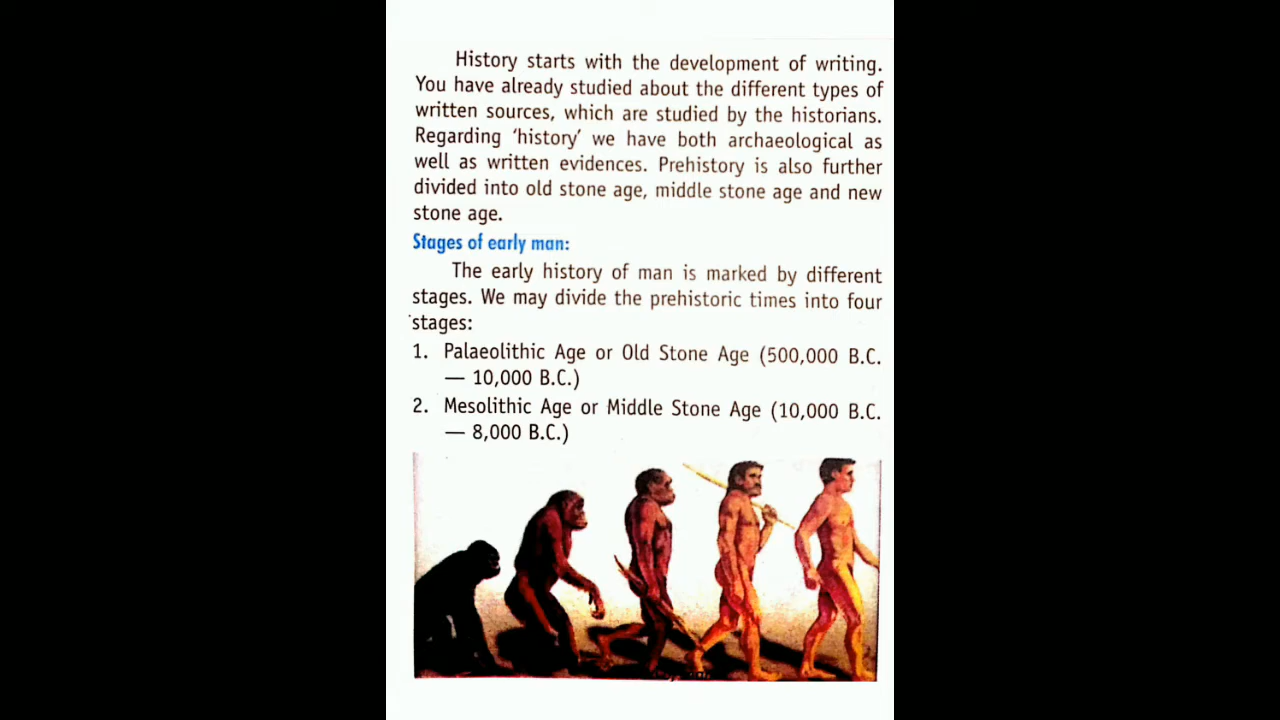 History starts with the development of writing.
You have already studied about the different types of
written sources, which are studied by the historians.
Regarding ‘history’ we have both archaeological as
well as written evidences. Prehistory is also further
divided into old stone age, middle stone age and new
stone age.
Stages of early man:
The early history of man is marked by different
stages. We may divide the prehistoric times into four
stages:
1. Palaeolithic Age or Old Stone Age (500,000 B.C.
— 10,000 B.C.)
2. Mesolithic Age or Middle Stone Age (10,000 B.C.
— 8,000 B.C.)